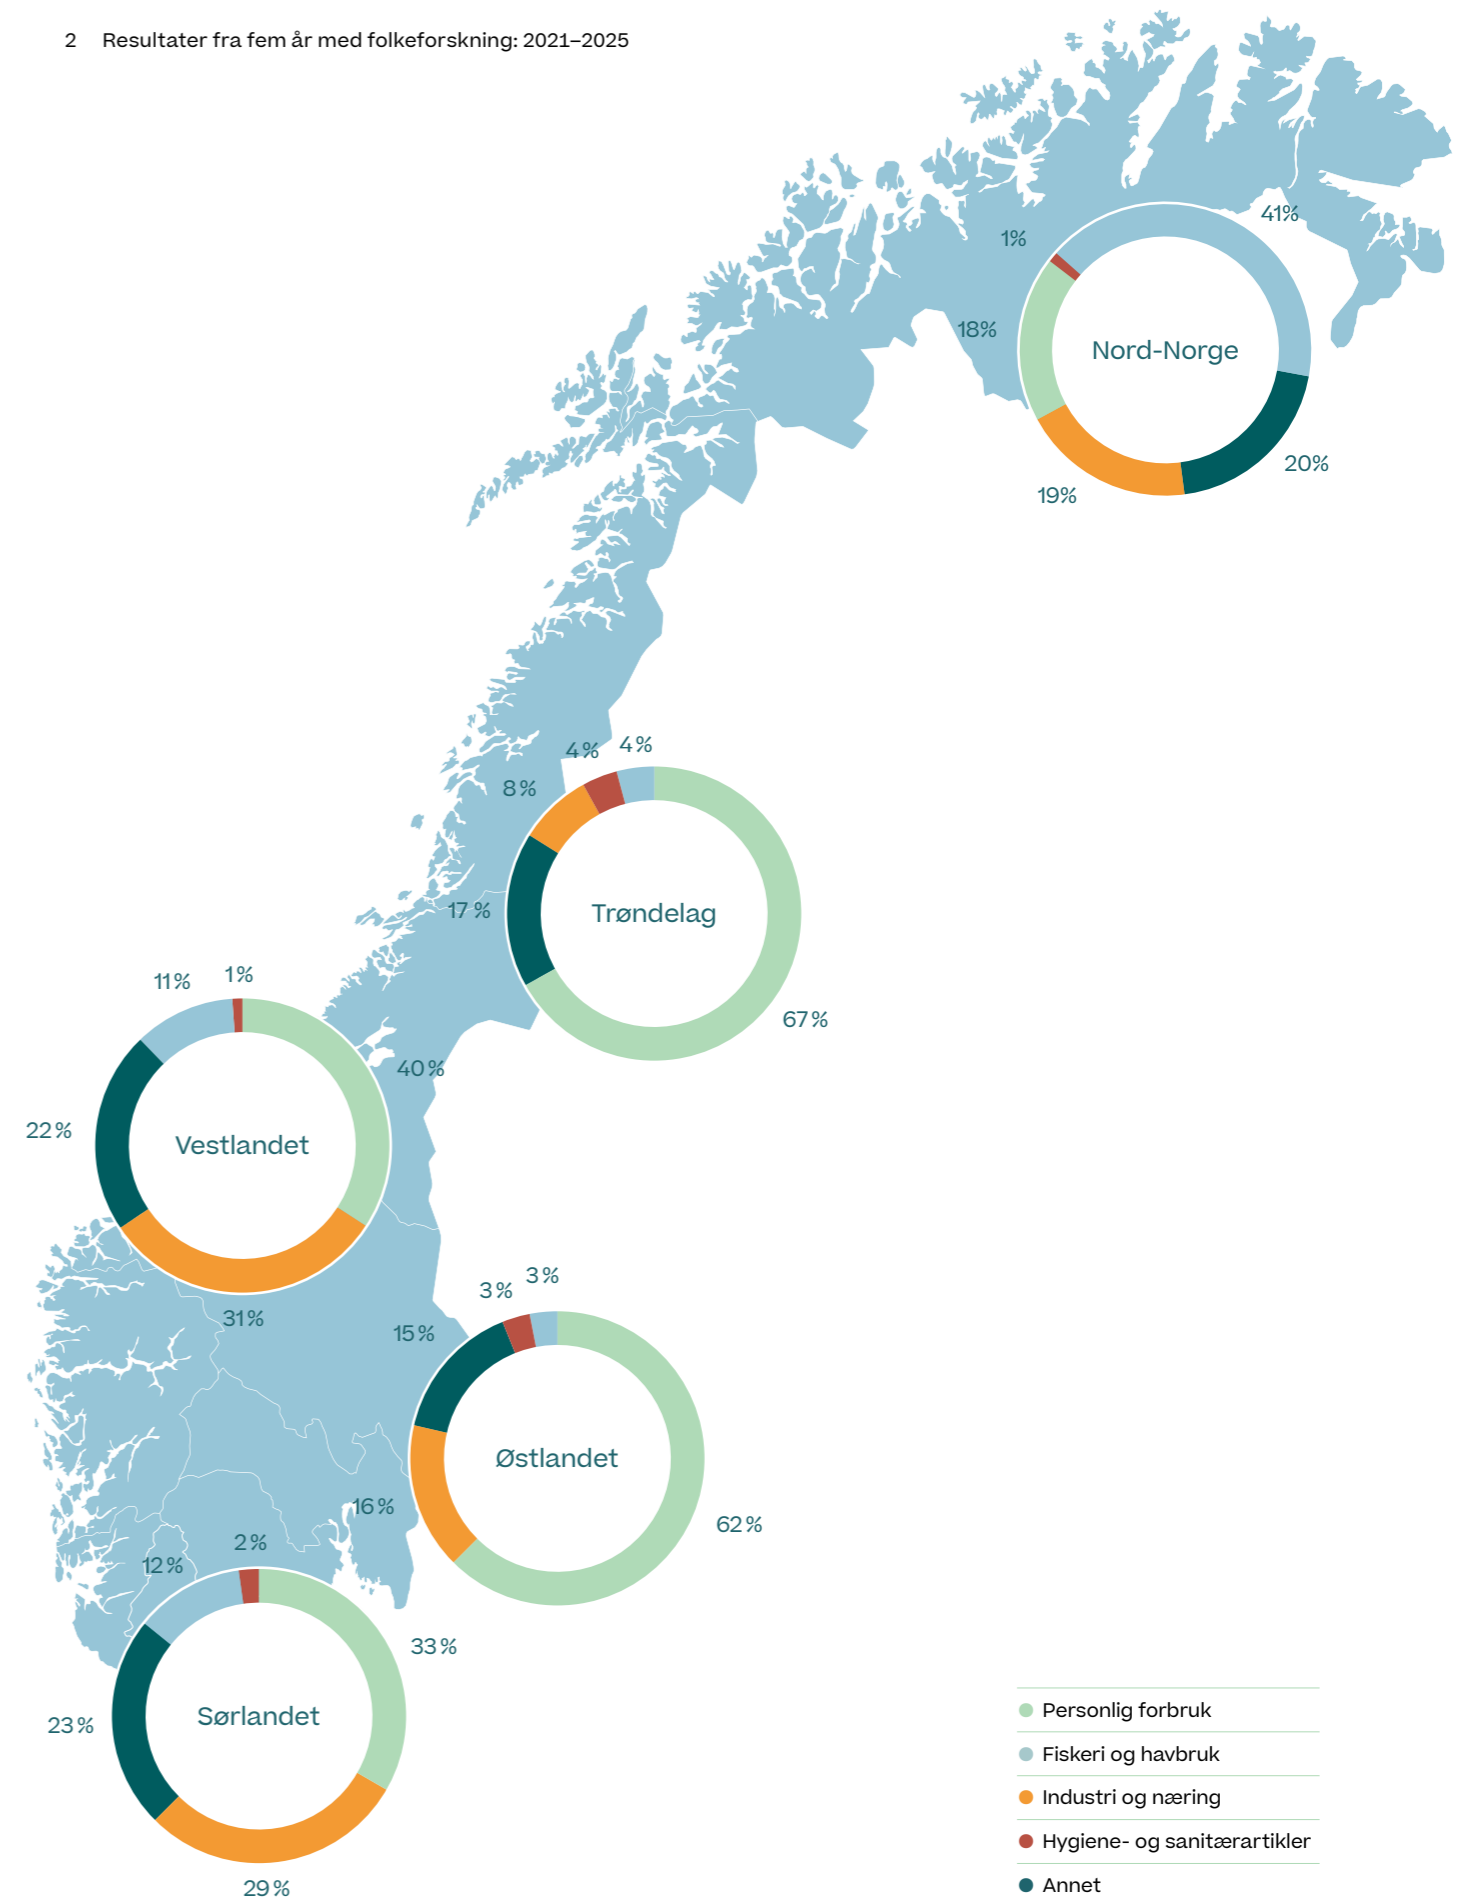 2 Resultater fra fem år med folkeforskning: 2021–2025
41%
1%
18%
Nord-Norge
20%
19%
4% 4%
8%
17%
Trøndelag
67%
11% 1%
40%
22%
Vestlandet
31%
3% 3%
15%
Østlandet
16%
62%
2%
12%
33%
23%
Sørlandet
29%
Personlig forbruk
Fiskeri og havbruk
Industri og næring
Hygiene- og sanitærartikler
Annet